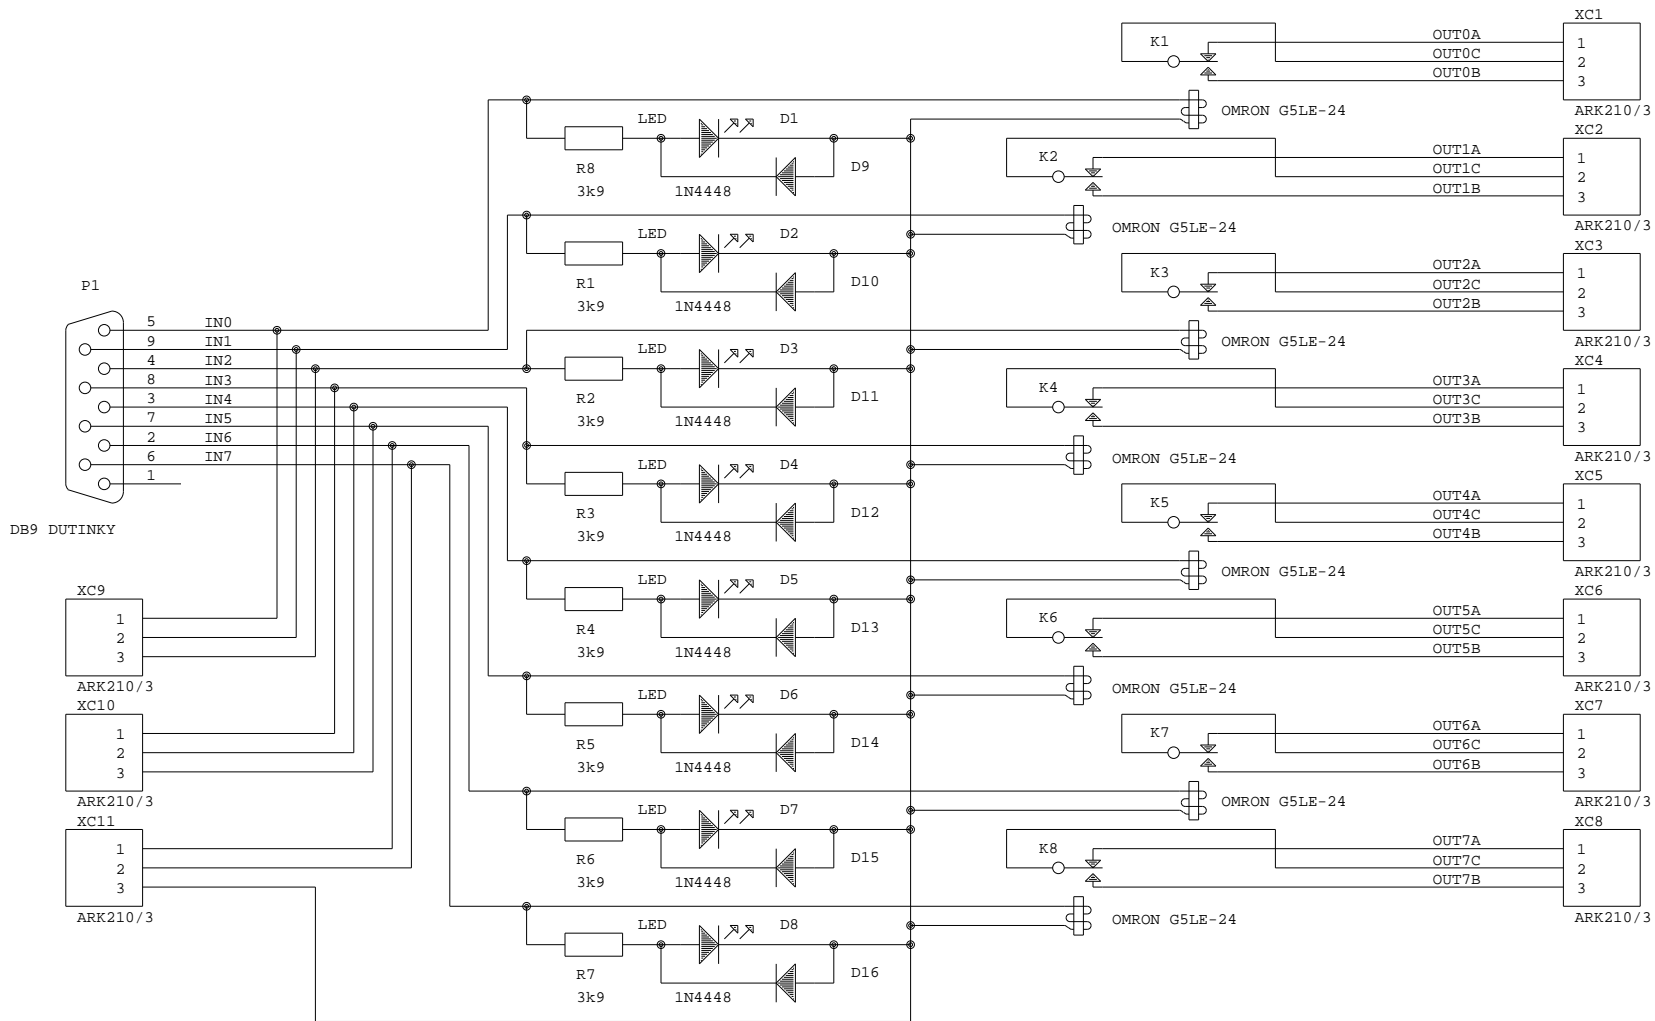 XC1
K1
OUT0A
1
OUT0C
2
OUT0B
3
OMRON G5LE-24
ARK210/3
LED
D1
R8
3k9
1N4448
D9
XC2
K2
OUT1A
1
OUT1C
2
OUT1B
3
OMRON G5LE-24
ARK210/3
LED
D2
R1
3k9
1N4448
D10
XC3
K3
OUT2A
1
OUT2C
2
OUT2B
3
OMRON G5LE-24
ARK210/3
P1
5 IN0
9 IN1
4 IN2
8 IN3
3 IN4
7 IN5
2 IN6
6 IN7
1
DB9 DUTINKY
LED
D3
R2
3k9
1N4448
D11
XC4
K4
OUT3A
1
OUT3C
2
OUT3B
3
OMRON G5LE-24
ARK210/3
LED
D4
R3
3k9
1N4448
D12
XC5
K5
OUT4A
1
OUT4C
2
OUT4B
3
OMRON G5LE-24
ARK210/3
LED
D5
R4
3k9
1N4448
D13
XC6
K6
OUT5A
1
OUT5C
2
OUT5B
3
OMRON G5LE-24
ARK210/3
XC9
1
2
3
ARK210/3
LED
D6
R5
3k9
1N4448
D14
XC7
K7
OUT6A
1
OUT6C
2
OUT6B
3
OMRON G5LE-24
ARK210/3
XC10
1
2
3
ARK210/3
LED
D7
R6
3k9
1N4448
D15
XC8
K8
OUT7A
1
OUT7C
2
OUT7B
3
OMRON G5LE-24
ARK210/3
XC11
1
2
3
ARK210/3
LED
D8
R7
3k9
1N4448
D16